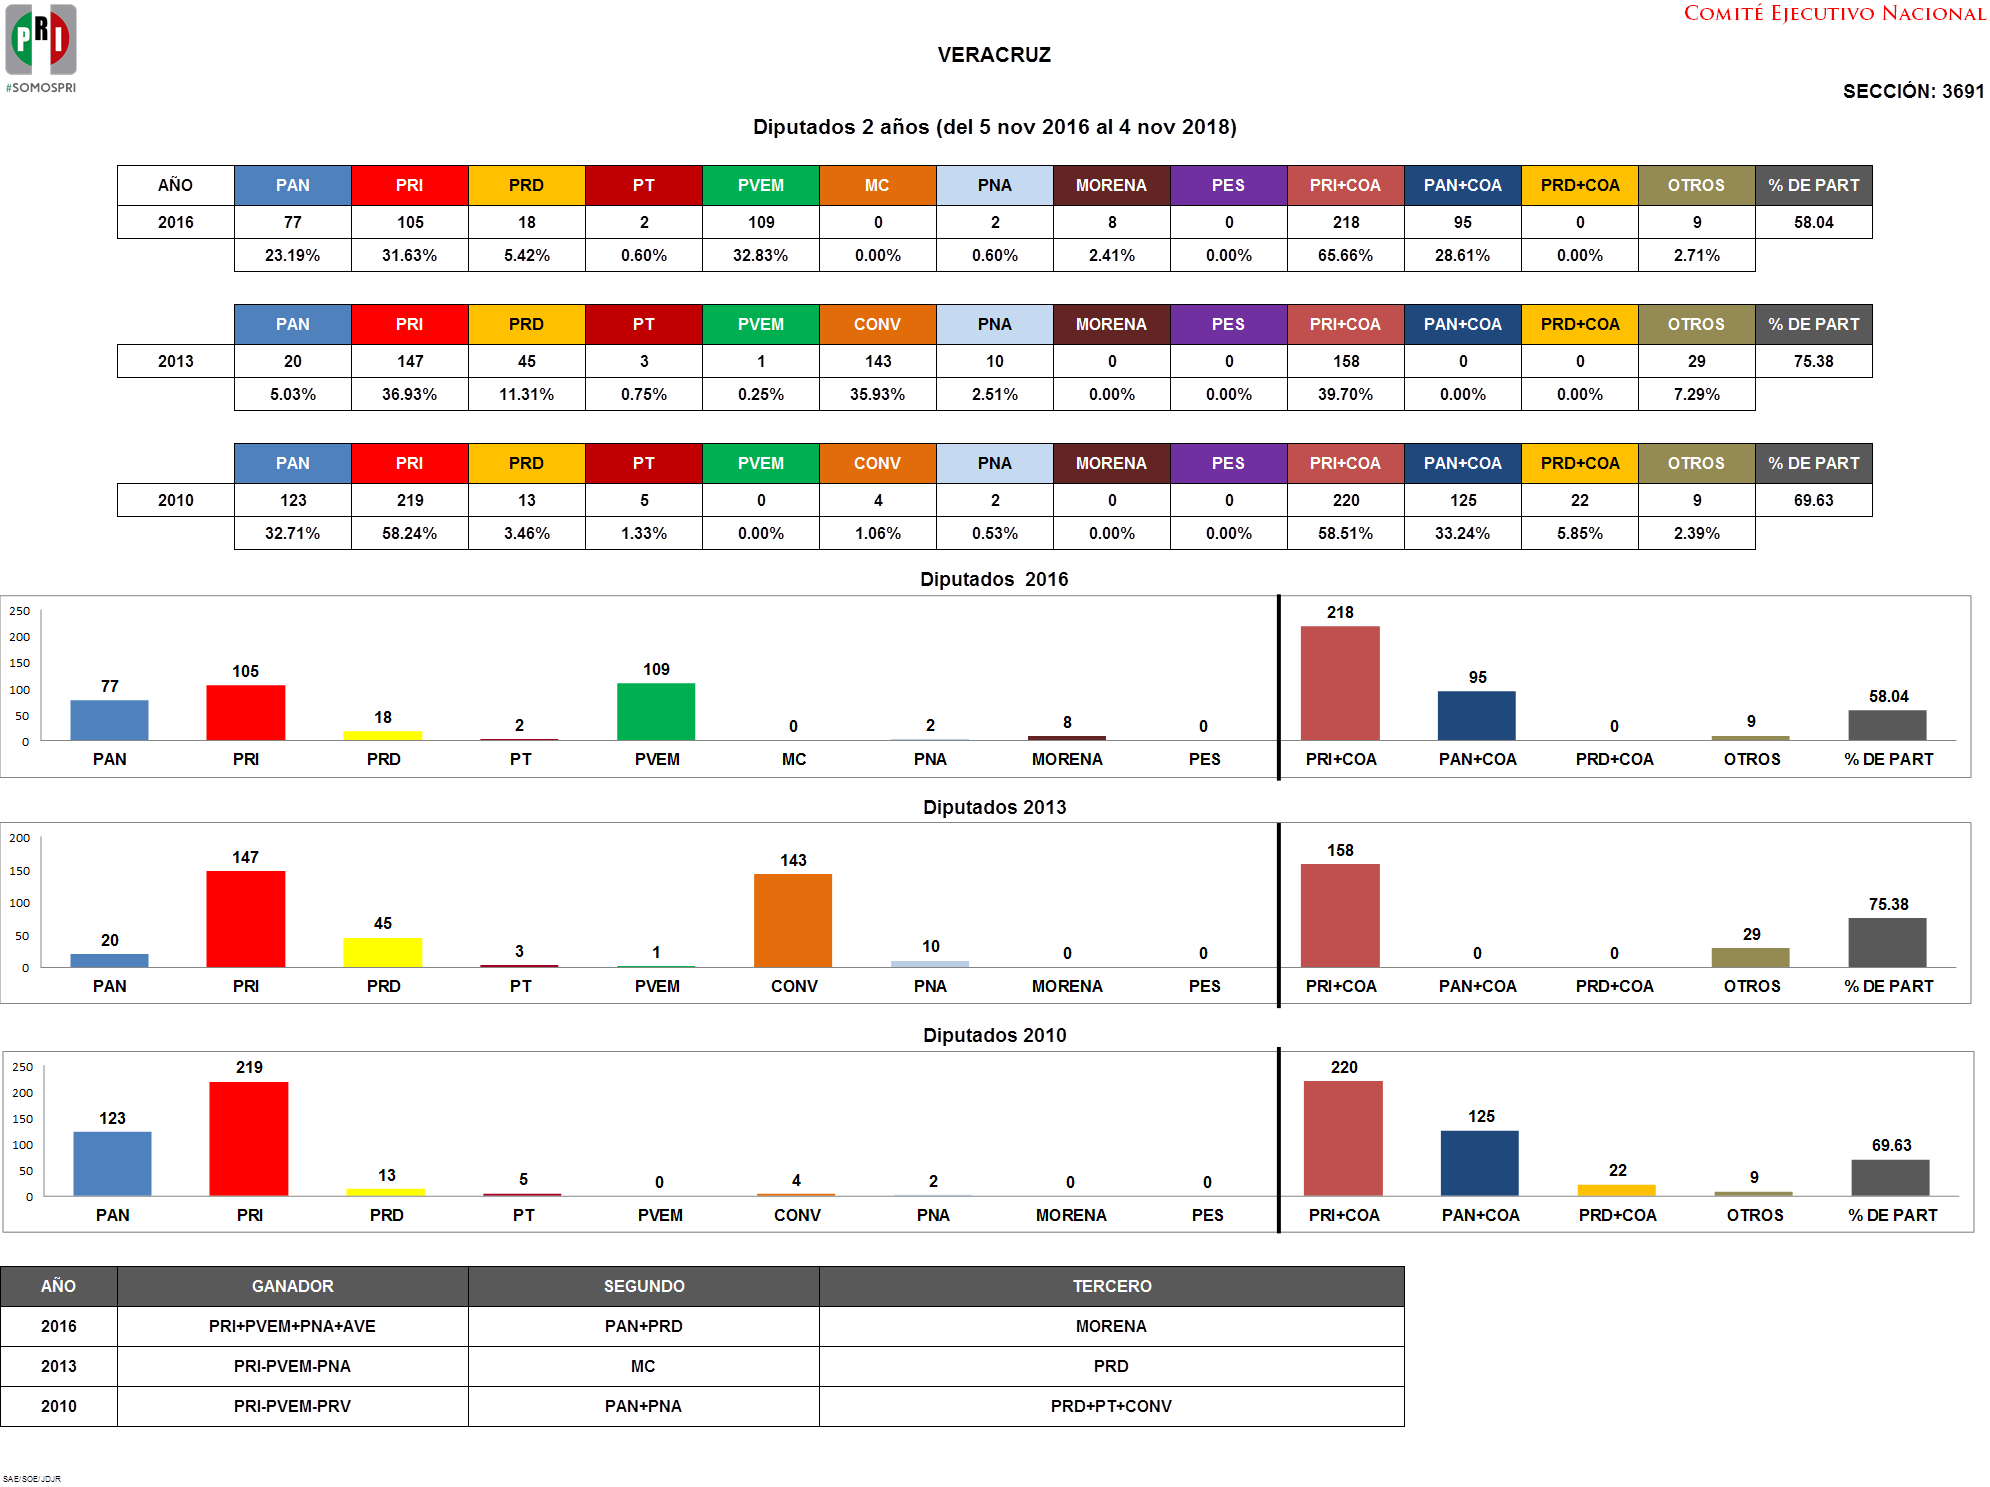 PRI
#SOMOSPRI
COMITÉ EJECUTIVO NACIONAL
VERACRUZ
SECCIÓN: 3691
Diputados 2 años (del 5 nov 2016 al 4 nov 2018)
AÑO PAN PRI PRD PT PVEM MC PNA MORENA PES PRI+COA PAN+COA PRD+COA OTROS % DE PART
2016 77 105 18 2 109 0 2 8 0 218 95 0 9 58.04
23.19% 31.63% 5.42% 0.60% 32.83% 0.00% 0.60% 2.41% 0.00% 65.66% 28.61% 0.00% 2.71%
PAN PRI PRD PT PVEM CONV PNA MORENA PES PRI+COA PAN+COA PRD+COA OTROS % DE PART
2013 20 147 45 3 1 143 10 0 0 158 0 0 29 75.38
5.03% 36.93% 11.31% 0.75% 0.25% 35.93% 2.51% 0.00% 0.00% 39.70% 0.00% 0.00% 7.29%
PAN PRI PRD PT PVEM CONV PNA MORENA PES PRI+COA PAN+COA PRD+COA OTROS % DE PART
2010 123 219 13 5 0 4 2 0 0 220 125 22 9 69.63
32.71% 58.24% 3.46% 1.33% 0.00% 1.06% 0.53% 0.00% 0.00% 58.51% 33.24% 5.85% 2.39%
Diputados 2016
250
200
150
100
50
0
77 105 18 2 109 0 2 8 0 218 95 0 9 58.04
PAN PRI PRD PT PVEM MC PNA MORENA PES PRI+COA PAN+COA PRD+COA OTROS % DE PART
Diputados 2013
200
150
100
50
0
20 147 45 3 1 143 10 0 0 158 0 0 29 75.38
PAN PRI PRD PT PVEM CONV PNA MORENA PES PRI+COA PAN+COA PRD+COA OTROS % DE PART
Diputados 2010
250
200
150
100
50
0
123 219 13 5 0 4 2 0 0 220 125 22 9 69.63
PAN PRI PRD PT PVEM CONV PNA MORENA PES PRI+COA PAN+COA PRD+COA OTROS % DE PART
AÑO GANADOR SEGUNDO TERCERO
2016 PRI+PVEM+PNA+AVE PAN+PRD MORENA
2013 PRI-PVEM-PNA MC PRD
2010 PRI-PVEM-PRV PAN+PNA PRD+PT+CONV
SAE/SOE/JDJR